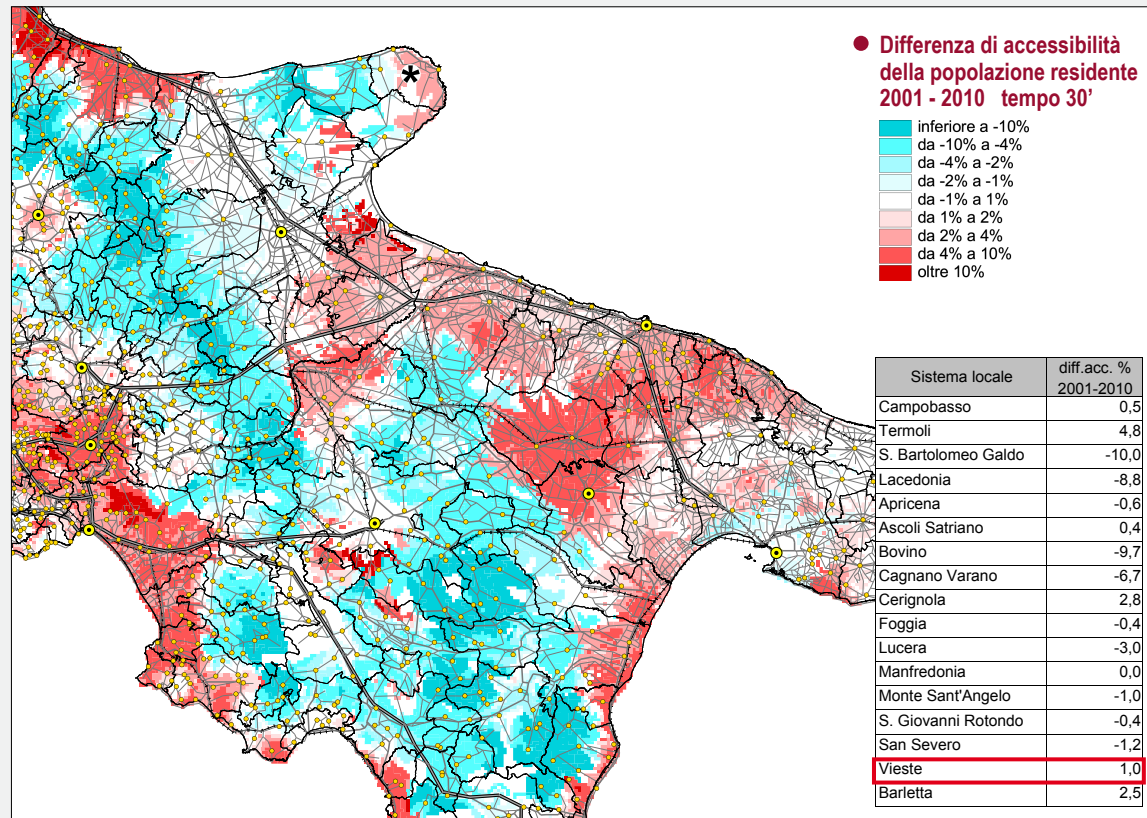 ● Differenza di accessibilità
della popolazione residente
2001 - 2010 tempo 30'
inferiore a -10%
da -10% a -4%
da -4% a -2%
da -2% a -1%
da -1% a 1%
da 1% a 2%
da 2% a 4%
da 4% a 10%
oltre 10%
*
Sistema locale diff.acc. % 2001-2010
Campobasso 0,5
Termoli 4,8
S. Bartolomeo Galdo -10,0
Lacedonia -8,8
Apricena -0,6
Ascoli Satriano 0,4
Bovino -9,7
Cagnano Varano -6,7
Cerignola 2,8
Foggia -0,4
Lucera -3,0
Manfredonia 0,0
Monte Sant'Angelo -1,0
S. Giovanni Rotondo -0,4
San Severo -1,2
Vieste 1,0
Barletta 2,5